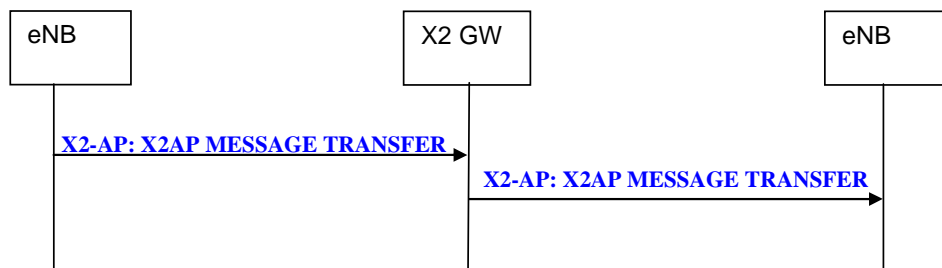 eNB
X2 GW
eNB
X2-AP: X2AP MESSAGE TRANSFER
X2-AP: X2AP MESSAGE TRANSFER